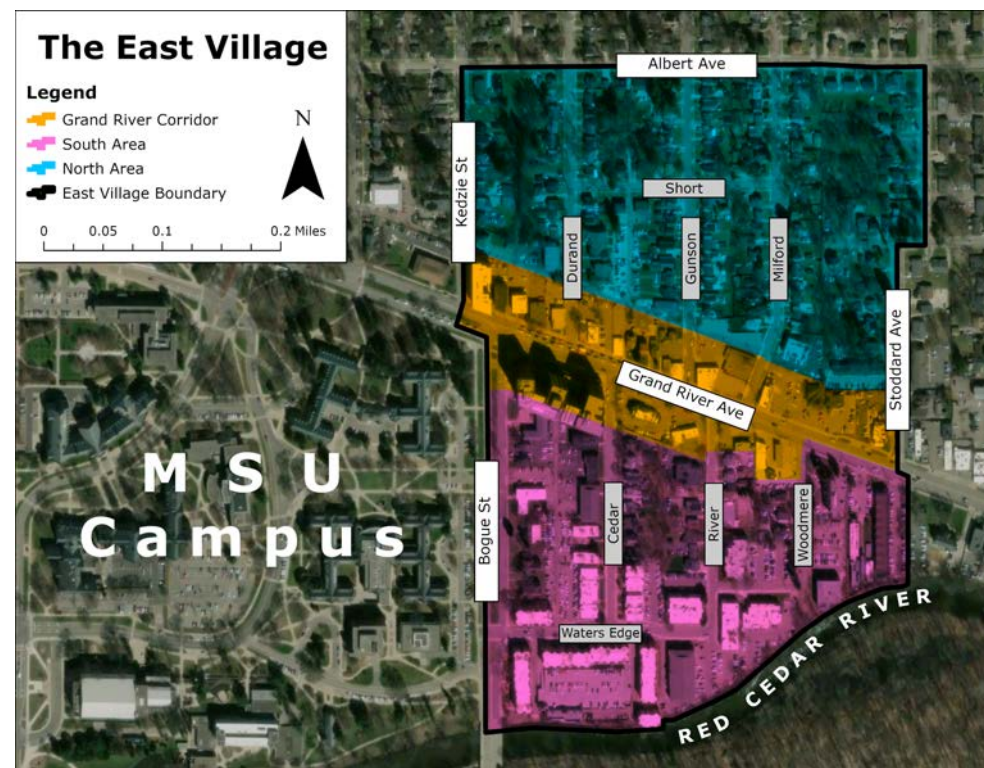 The East Village
Legend
Grand River Corridor
South Area
North Area
East Village Boundary
N
0 0.05 0.1 0.2 Miles
Albert Ave
Kedzie St
Short
Durand
Gunson
Milford
Stoddard Ave
Grand River Ave
MSU
Campus
Bogue St
Cedar
River
Woodmere
Waters Edge
RED CEDAR RIVER